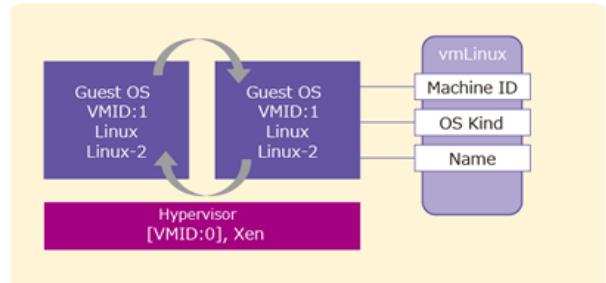 Guest OS
VMID:1
Linux
Linux-2
Guest OS
VMID:1
Linux
Linux-2
vmLinux
Machine ID
OS Kind
Name
Hypervisor
[VMID:0], Xen